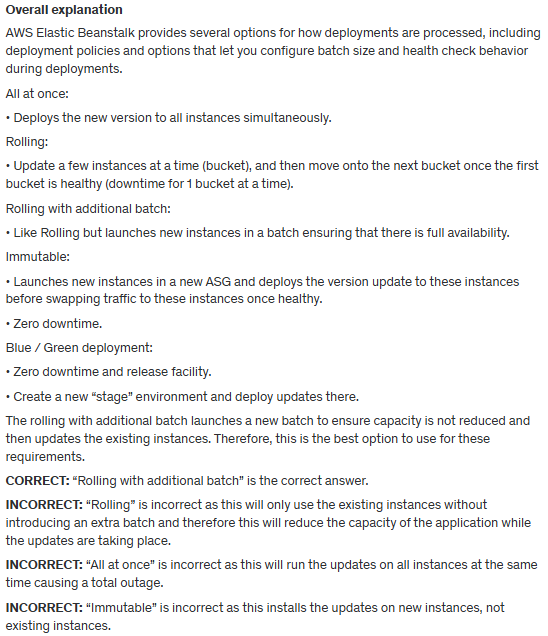 Overall explanation
AWS Elastic Beanstalk provides several options for how deployments are processed, including
deployment policies and options that let you configure batch size and health check behavior
during deployments.
All at once:
• Deploys the new version to all instances simultaneously.
Rolling:
• Update a few instances at a time (bucket), and then move onto the next bucket once the first
bucket is healthy (downtime for 1 bucket at a time).
Rolling with additional batch:
• Like Rolling but launches new instances in a batch ensuring that there is full availability.
Immutable:
• Launches new instances in a new ASG and deploys the version update to these instances
before swapping traffic to these instances once healthy.
• Zero downtime.
Blue / Green deployment:
• Zero downtime and release facility.
• Create a new “stage” environment and deploy updates there.
The rolling with additional batch launches a new batch to ensure capacity is not reduced and
then updates the existing instances. Therefore, this is the best option to use for these
requirements.
CORRECT: “Rolling with additional batch” is the correct answer.
INCORRECT: “Rolling” is incorrect as this will only use the existing instances without
introducing an extra batch and therefore this will reduce the capacity of the application while
the updates are taking place.
INCORRECT: “All at once” is incorrect as this will run the updates on all instances at the same
time causing a total outage.
INCORRECT: “Immutable” is incorrect as this installs the updates on new instances, not
existing instances.